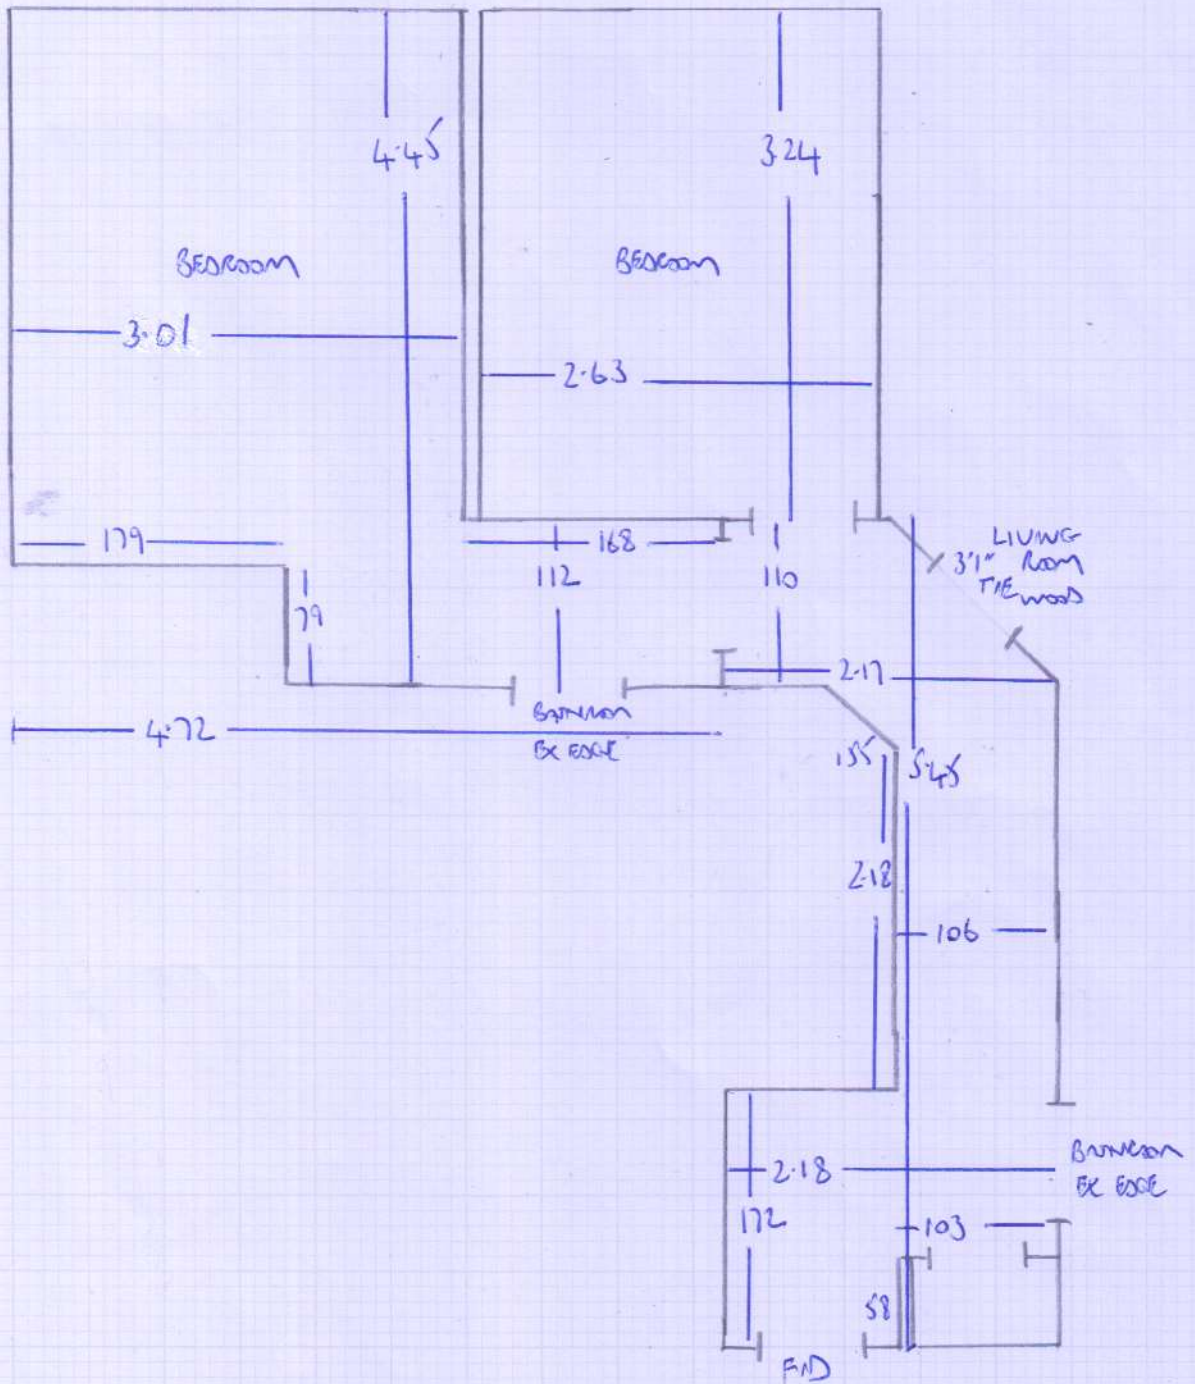 4.45
3.24
BEDROOM
BEDROOM
3.01
2.63
179
168
112
110
79
LIVING
3'1" ROOM
WOOD
2.17
BATHROOM
EX EDGE
4.72
155
5.45
2.18
106
2.18
BATHROOM
EX EDGE
172
103
58